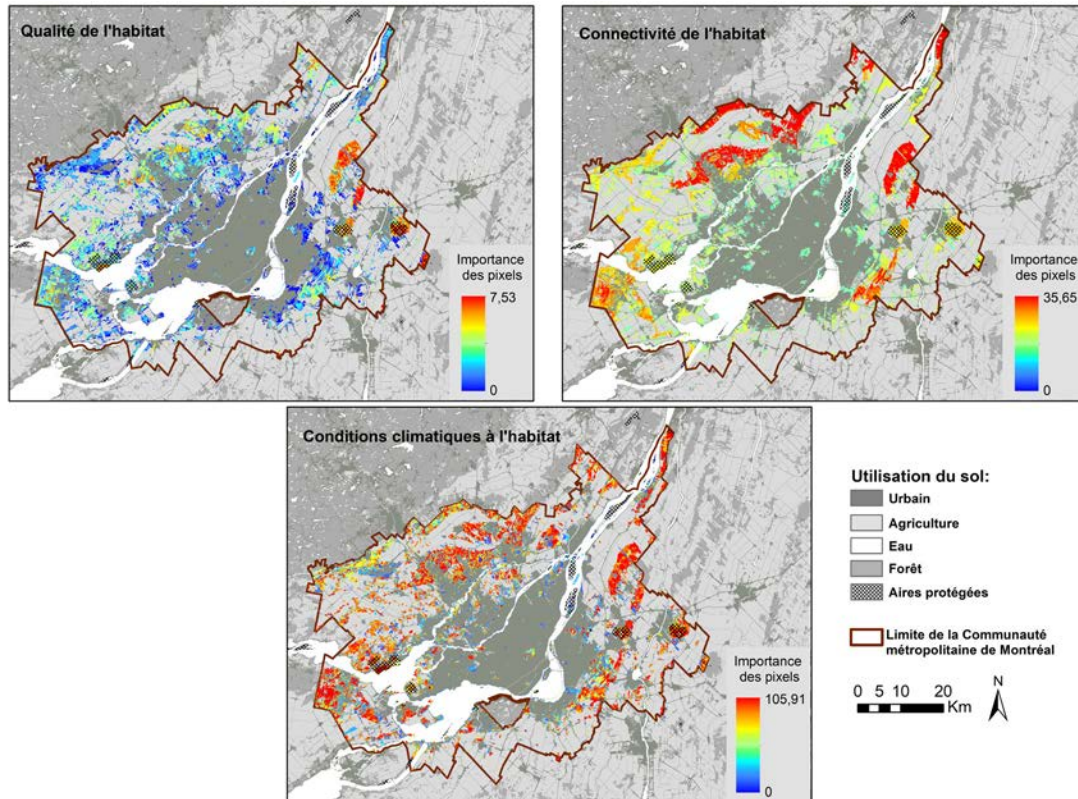 Qualité de l'habitat
Importance
des pixels
7,53
0
Connectivité de l'habitat
Importance
des pixels
35,65
0
Conditions climatiques à l'habitat
Importance
des pixels
105,91
0
Utilisation du sol:
Urbain
Agriculture
Eau
Forêt
Aires protégées
Limite de la Communauté
métropolitaine de Montréal
0 5 10 20
Km
N